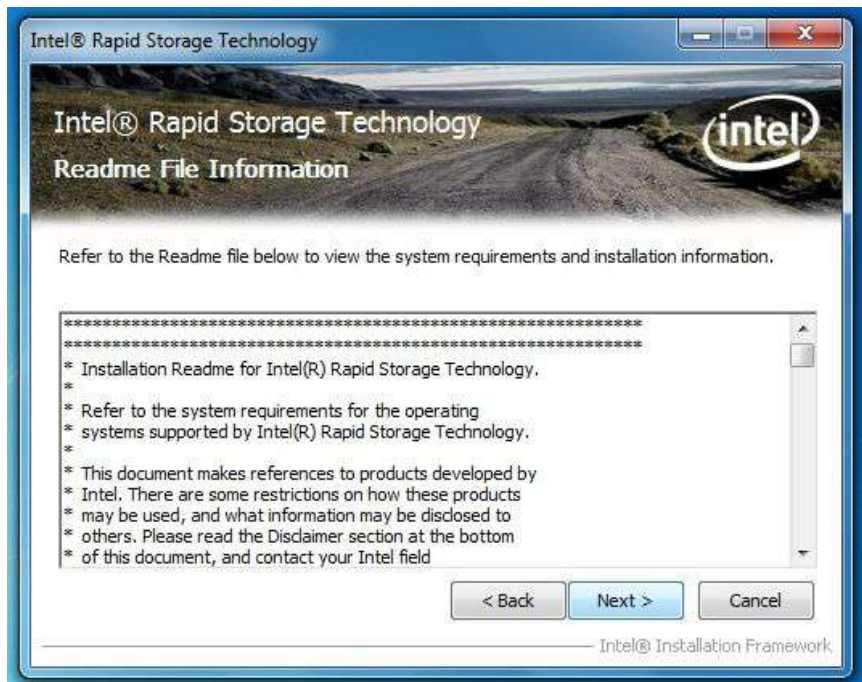 Intel® Rapid Storage Technology
Intel® Rapid Storage Technology
Readme File Information
intel
Refer to the Readme file below to view the system requirements and installation information.
************************************************************
************************************************************
* Installation Readme for Intel(R) Rapid Storage Technology.
*
* Refer to the system requirements for the operating
* systems supported by Intel(R) Rapid Storage Technology.
*
* This document makes references to products developed by
* Intel. There are some restrictions on how these products
* may be used, and what information may be disclosed to
* others. Please read the Disclaimer section at the bottom
* of this document, and contact your Intel field
< Back Next > Cancel
Intel® Installation Framework